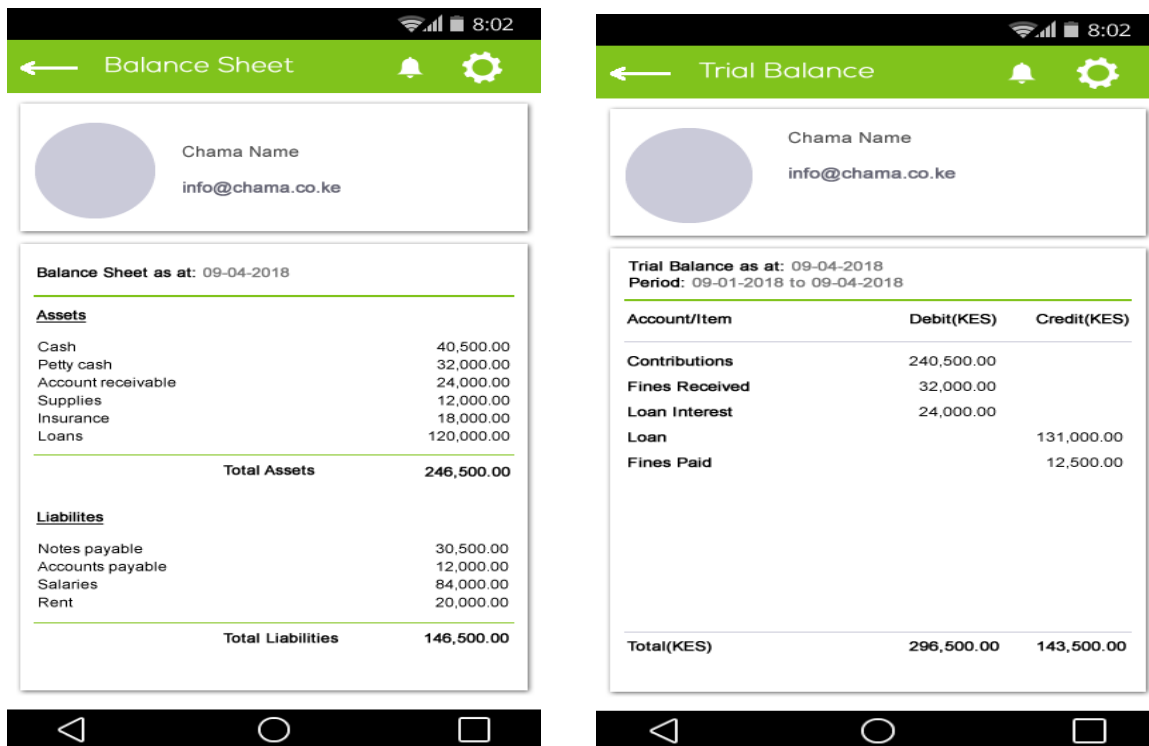 8:02
Balance Sheet
Chama Name
info@chama.co.ke
Balance Sheet as at: 09-04-2018
Assets
Cash 40,500.00
Petty cash 32,000.00
Account receivable 24,000.00
Supplies 12,000.00
Insurance 18,000.00
Loans 120,000.00
Total Assets 246,500.00
Liabilites
Notes payable 30,500.00
Accounts payable 12,000.00
Salaries 84,000.00
Rent 20,000.00
Total Liabilities 146,500.00
8:02
Trial Balance
Chama Name
info@chama.co.ke
Trial Balance as at: 09-04-2018
Period: 09-01-2018 to 09-04-2018
Account/Item Debit(KES) Credit(KES)
Contributions 240,500.00
Fines Received 32,000.00
Loan Interest 24,000.00
Loan 131,000.00
Fines Paid 12,500.00
Total(KES) 296,500.00 143,500.00